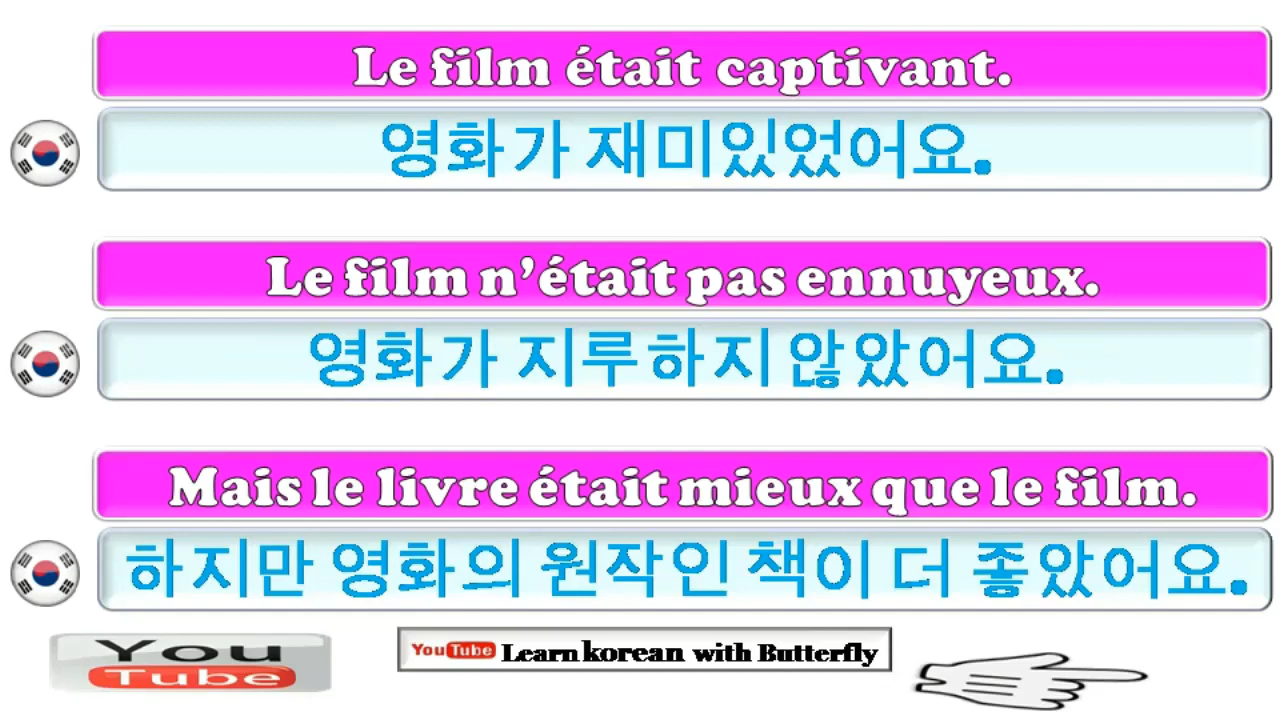 Le film était captivant.
영화가 재미있었어요.
Le film n’était pas ennuyeux.
영화가 지루하지 않았어요.
Mais le livre était mieux que le film.
하지만 영화의 원작인 책이 더 좋았어요.
You
Tube
YouTube Learn korean with Butterfly